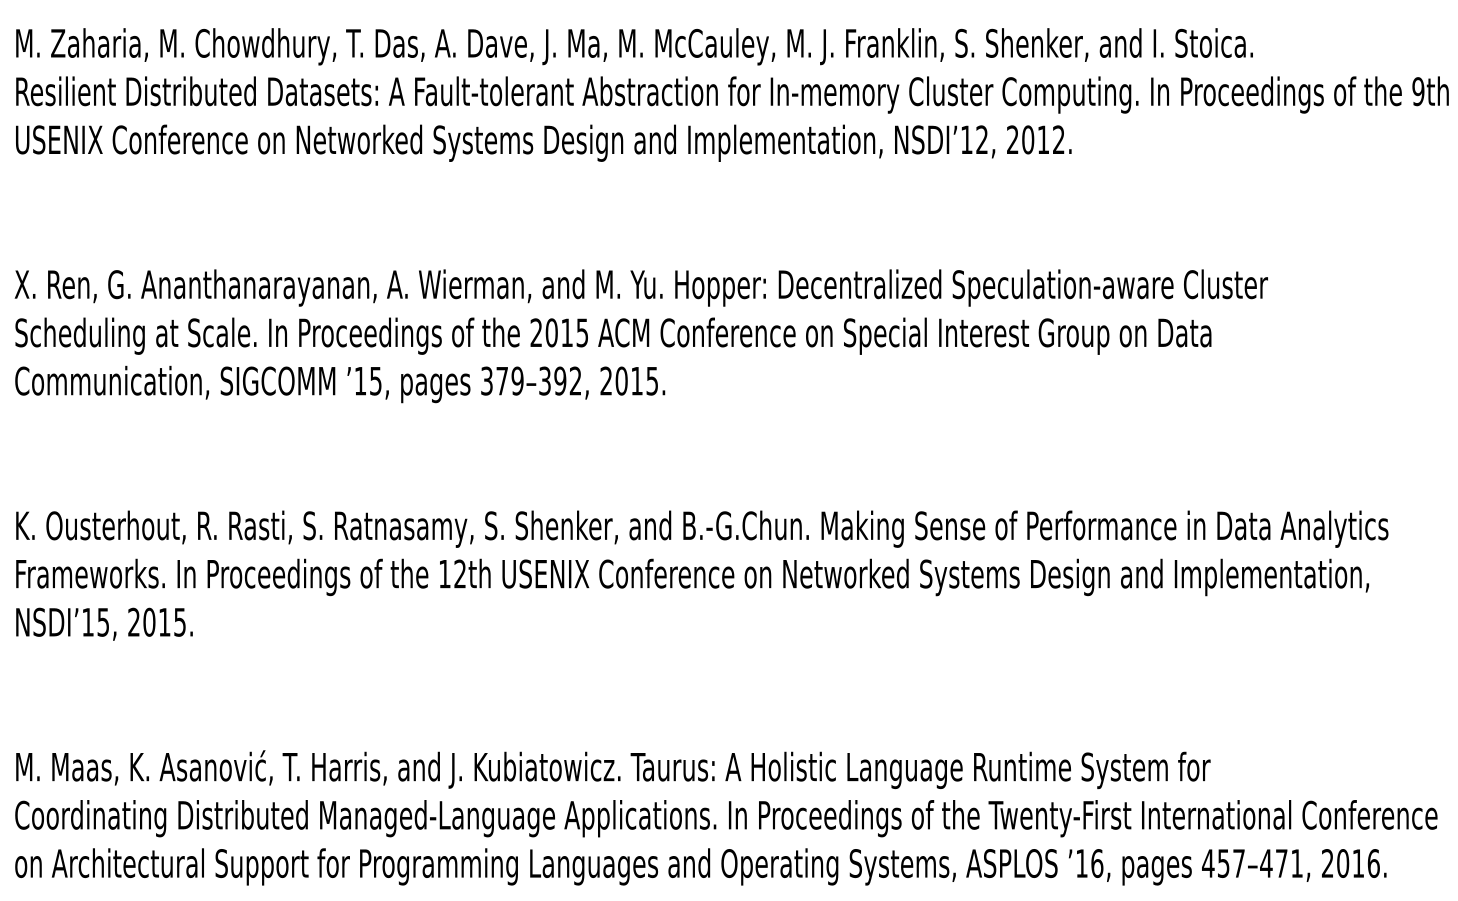 M. Zaharia, M. Chowdhury, T. Das, A. Dave, J. Ma, M. McCauley, M. J. Franklin, S. Shenker, and I. Stoica.
Resilient Distributed Datasets: A Fault-tolerant Abstraction for In-memory Cluster Computing. In Proceedings of the 9th
USENIX Conference on Networked Systems Design and Implementation, NSDI’12, 2012.
X. Ren, G. Ananthanarayanan, A. Wierman, and M. Yu. Hopper: Decentralized Speculation-aware Cluster
Scheduling at Scale. In Proceedings of the 2015 ACM Conference on Special Interest Group on Data
Communication, SIGCOMM ’15, pages 379–392, 2015.
K. Ousterhout, R. Rasti, S. Ratnasamy, S. Shenker, and B.-G.Chun. Making Sense of Performance in Data Analytics
Frameworks. In Proceedings of the 12th USENIX Conference on Networked Systems Design and Implementation,
NSDI’15, 2015.
M. Maas, K. Asanović, T. Harris, and J. Kubiatowicz. Taurus: A Holistic Language Runtime System for
Coordinating Distributed Managed-Language Applications. In Proceedings of the Twenty-First International Conference
on Architectural Support for Programming Languages and Operating Systems, ASPLOS ’16, pages 457–471, 2016.